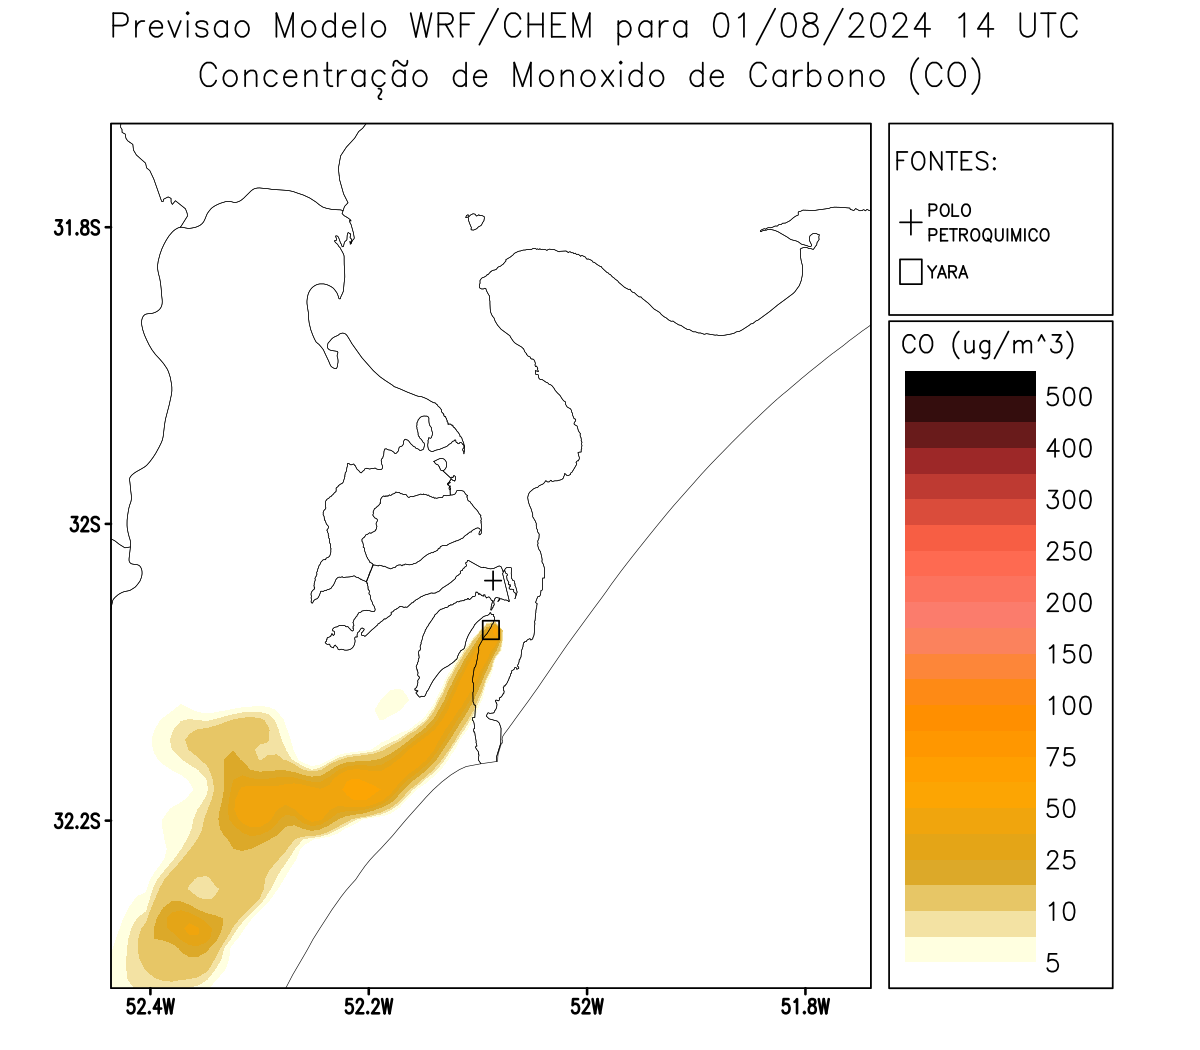 Previsao Modelo WRF/CHEM para 01/08/2024 14 UTC
Concentração de Monoxido de Carbono (CO)
FONTES:
POLO
PETROQUIMICO
YARA
CO (ug/m^3)
500
400
300
250
200
150
100
75
50
25
10
5
31.8S
32S
32.2S
52.4W
52.2W
52W
51.8W